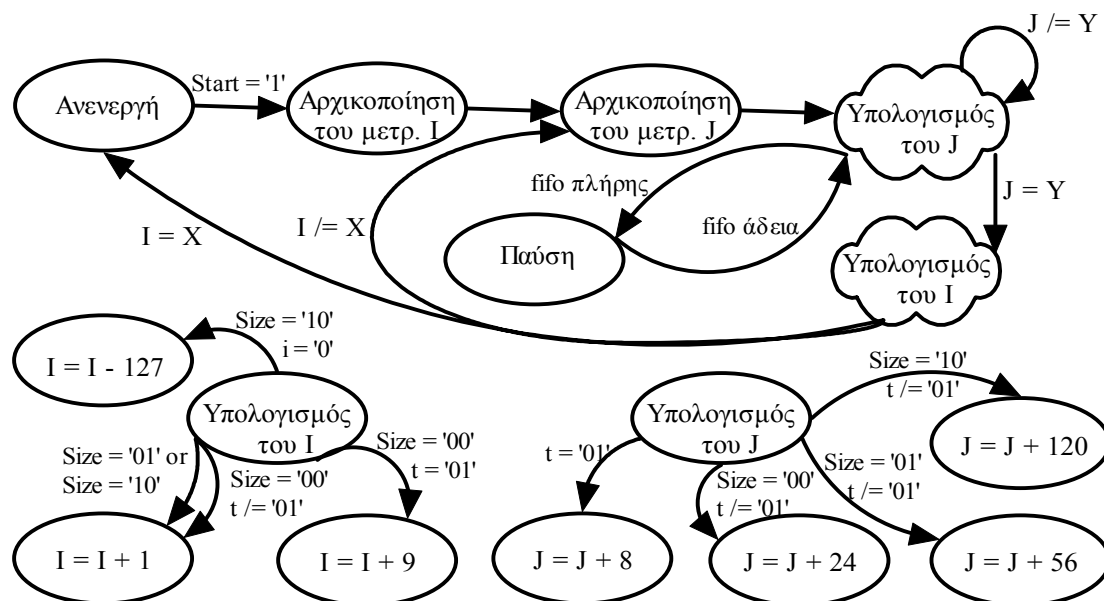 J /= Y
Start = '1'
Ανενεργή
Αρχικοποίηση
του μετρ. I
Αρχικοποίηση
του μετρ. J
Υπολογισμός
του J
fifo πλήρης
J = Y
I = X
I /= X
fifo άδεια
Παύση
Υπολογισμός
του I
Size = '10'
i = '0'
I = I - 127
Υπολογισμός
του I
Size = '01' or
Size = '10'
Size = '00'
t /= '01'
Size = '00'
t = '01'
I = I + 1
I = I + 9
Υπολογισμός
του J
Size = '10'
t /= '01'
J = J + 120
t = '01'
Size = '00'
t /= '01'
Size = '01'
t /= '01'
J = J + 8
J = J + 24
J = J + 56